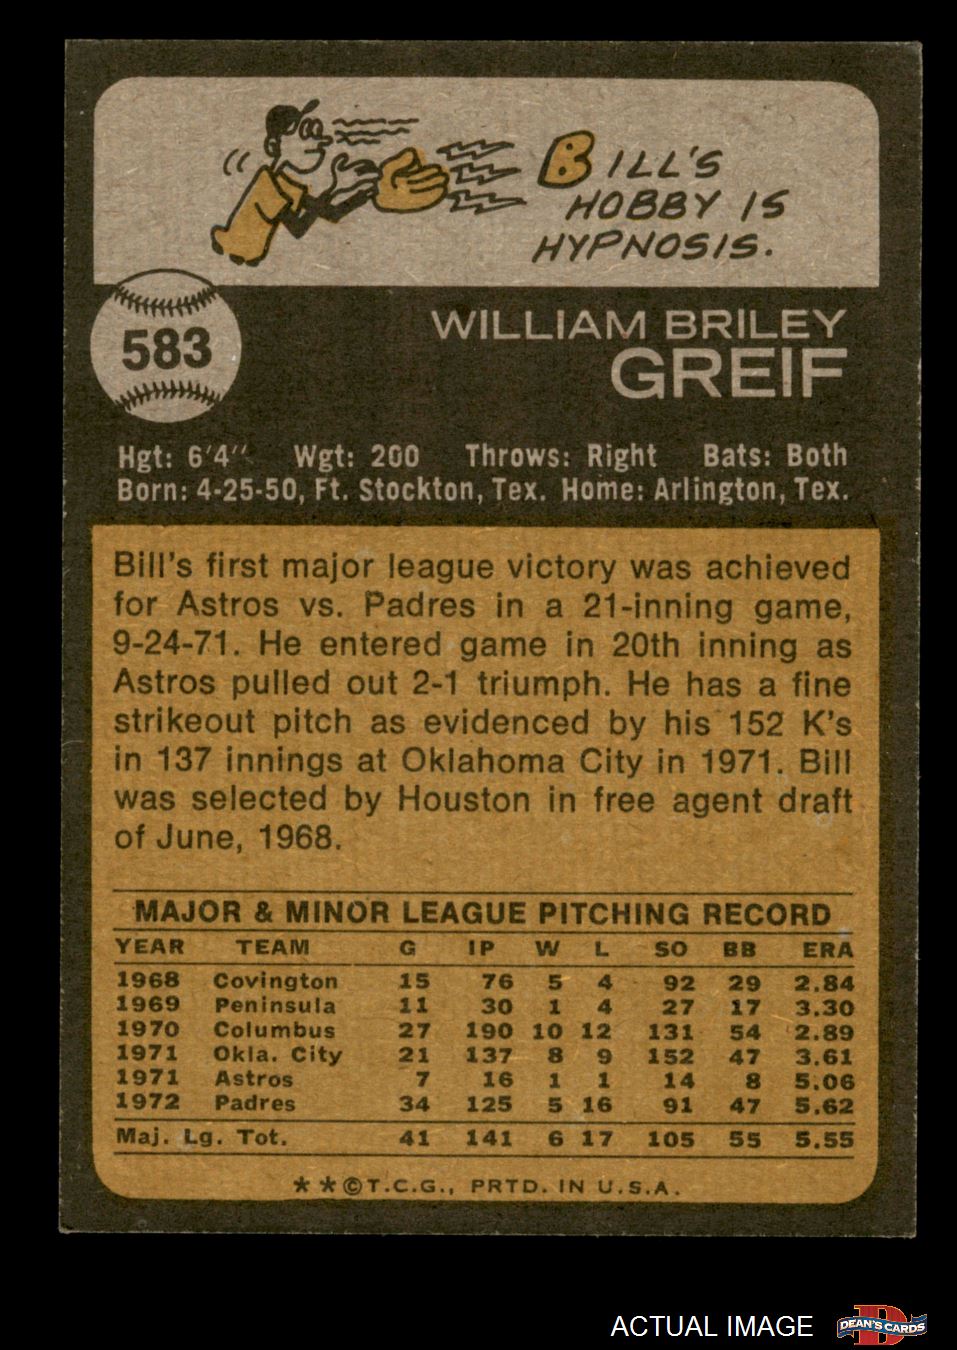 BILL'S
HOBBY IS
HYPNOSIS.
583
WILLIAM BRILEY
GREIF
Hgt: 6'4" Wgt: 200 Throws: Right Bats: Both
Born: 4-25-50, Ft. Stockton, Tex. Home: Arlington, Tex.
Bill's first major league victory was achieved
for Astros vs. Padres in a 21-inning game,
9-24-71. He entered game in 20th inning as
Astros pulled out 2-1 triumph. He has a fine
strikeout pitch as evidenced by his 152 K's
in 137 innings at Oklahoma City in 1971. Bill
was selected by Houston in free agent draft
of June, 1968.
MAJOR & MINOR LEAGUE PITCHING RECORD
YEAR TEAM G IP W L SO BB ERA
1968 Covington 15 76 5 4 92 29 2.84
1969 Peninsula 11 30 1 4 27 17 3.30
1970 Columbus 27 190 10 12 131 54 2.89
1971 Okla. City 21 137 8 9 152 47 3.61
1971 Astros 7 16 1 1 14 8 5.06
1972 Padres 34 125 5 16 91 47 5.62
Maj. Lg. Tot. 41 141 6 17 105 55 5.55
**©T.C.G., PRTD. IN U.S.A.
ACTUAL IMAGE
D
DEAN'S CARDS